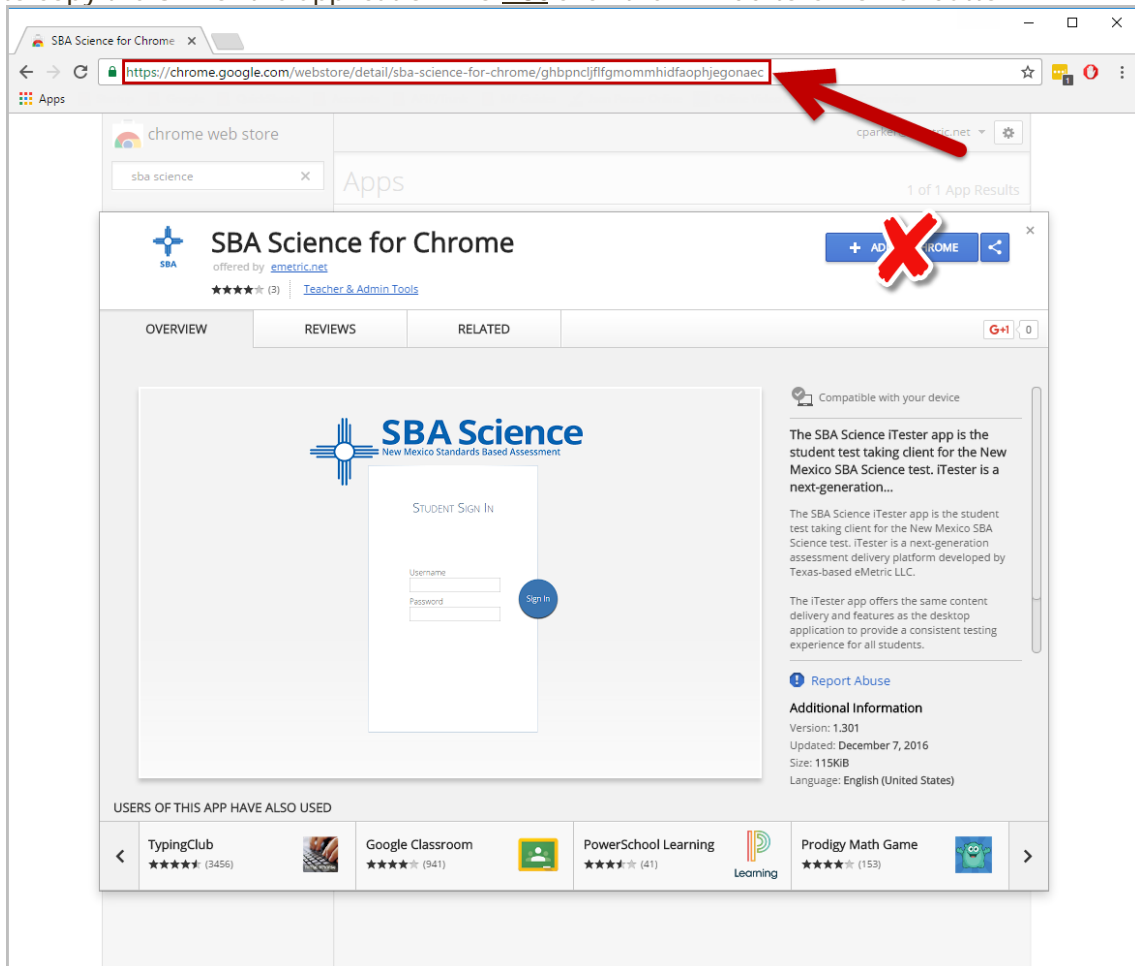 SBA Science for Chrome
https://chrome.google.com/webstore/detail/sba-science-for-chrome/ghbpncljflfgmommhidfaophjegonaec
1
Apps
chrome web store
sba science
Apps
1 of 1 App Results
SBA Science for Chrome
SBA
offered by emetric.net
(3) Teacher & Admin Tools
OVERVIEW REVIEWS RELATED
G+1 0
SBA Science
New Mexico Standards Based Assessment
STUDENT SIGN IN
Username
Password
Sign In
Compatible with your device
The SBA Science iTester app is the
student test taking client for the New
Mexico SBA Science test. iTester is a
next-generation...
The SBA Science iTester app is the student
test taking client for the New Mexico SBA
Science test. iTester is a next-generation
assessment delivery platform developed by
Texas-based eMetric LLC.
The iTester app offers the same content
delivery and features as the desktop
application to provide a consistent testing
experience for all students.
Report Abuse
Additional Information
Version: 1.301
Updated: December 7, 2016
Size: 115KiB
Language: English (United States)
USERS OF THIS APP HAVE ALSO USED
TypingClub
(3456)
Google Classroom
(941)
PowerSchool Learning
(41)
Learning
Prodigy Math Game
(153)